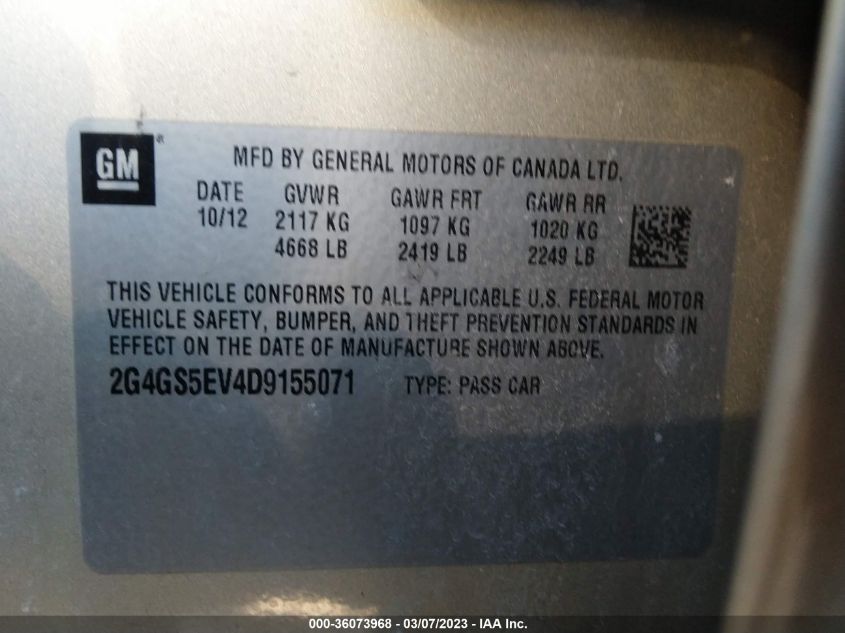 GM®
MFD BY GENERAL MOTORS OF CANADA LTD.
DATE GVWR GAWR FRT GAWR RR
10/12 2117 KG 1097 KG 1020 KG
4668 LB 2419 LB 2249 LB
THIS VEHICLE CONFORMS TO ALL APPLICABLE U.S. FEDERAL MOTOR
VEHICLE SAFETY, BUMPER, AND THEFT PREVENTION STANDARDS IN
EFFECT ON THE DATE OF MANUFACTURE SHOWN ABOVE.
2G4GS5EV4D9155071 TYPE: PASS CAR
000-36073968 - 03/07/2023 - IAA Inc.